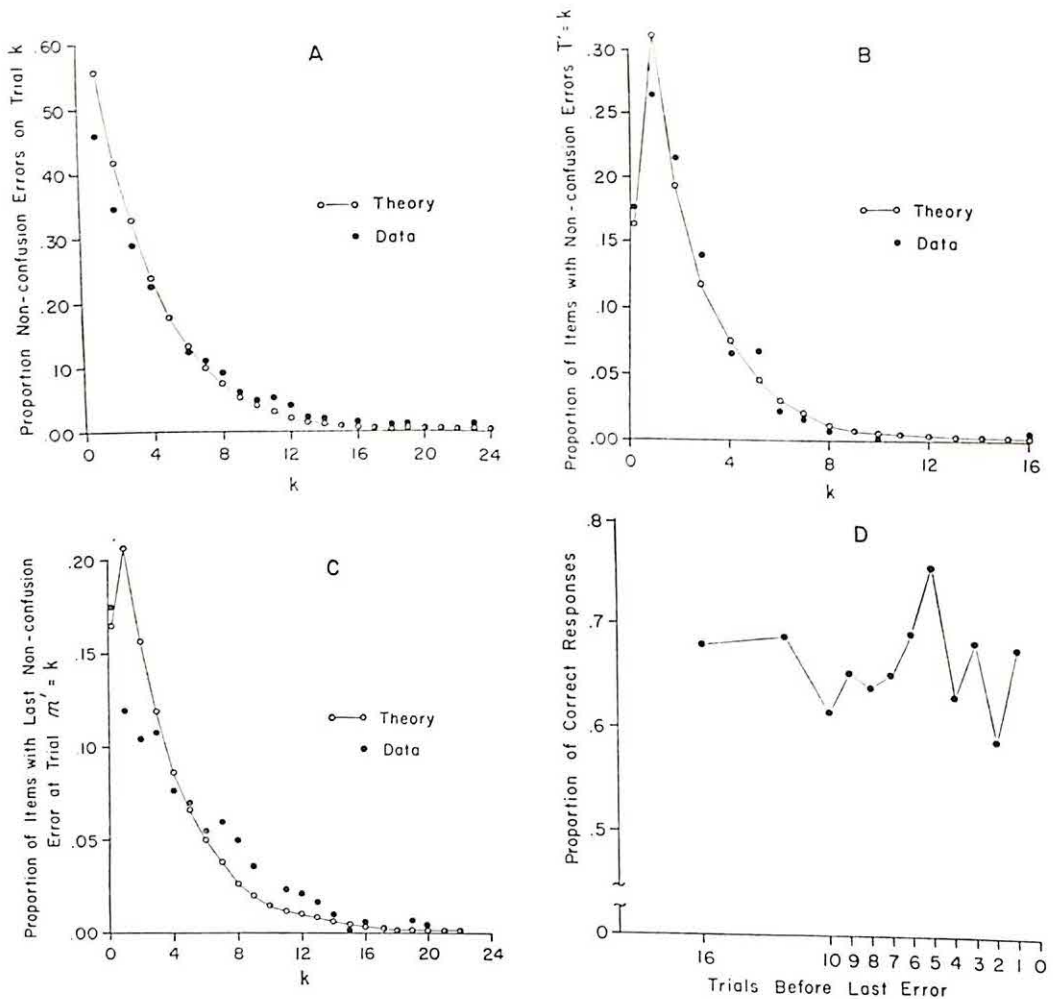 A
Proportion Non-confusion Errors on Trial k
.60
.50
.40
.30
.20
.10
.00
Theory
Data
0 4 8 12 16 20 24
k
B
Proportion of Items with Non-confusion Errors T' = k
.30
.25
.20
.15
.10
.05
.00
Theory
Data
0 4 8 12 16
k
C
Proportion of Items with Last Non-confusion
Error at Trial m' = k
.20
.15
.10
.05
.00
Theory
Data
0 4 8 12 16 20 24
k
D
Proportion of Correct Responses
.8
.7
.6
.5
0
16 10 9 8 7 6 5 4 3 2 1 0
Trials Before Last Error